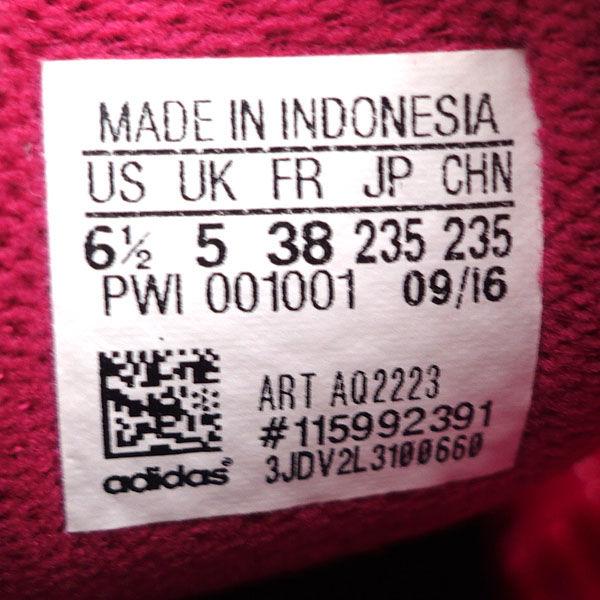 MADE IN INDONESIA
US UK FR JP CHN
6½ 5 38 235 235
PWI 001001 09/16
ART AQ2223
#115992391
3JDV2L3100660
adidas